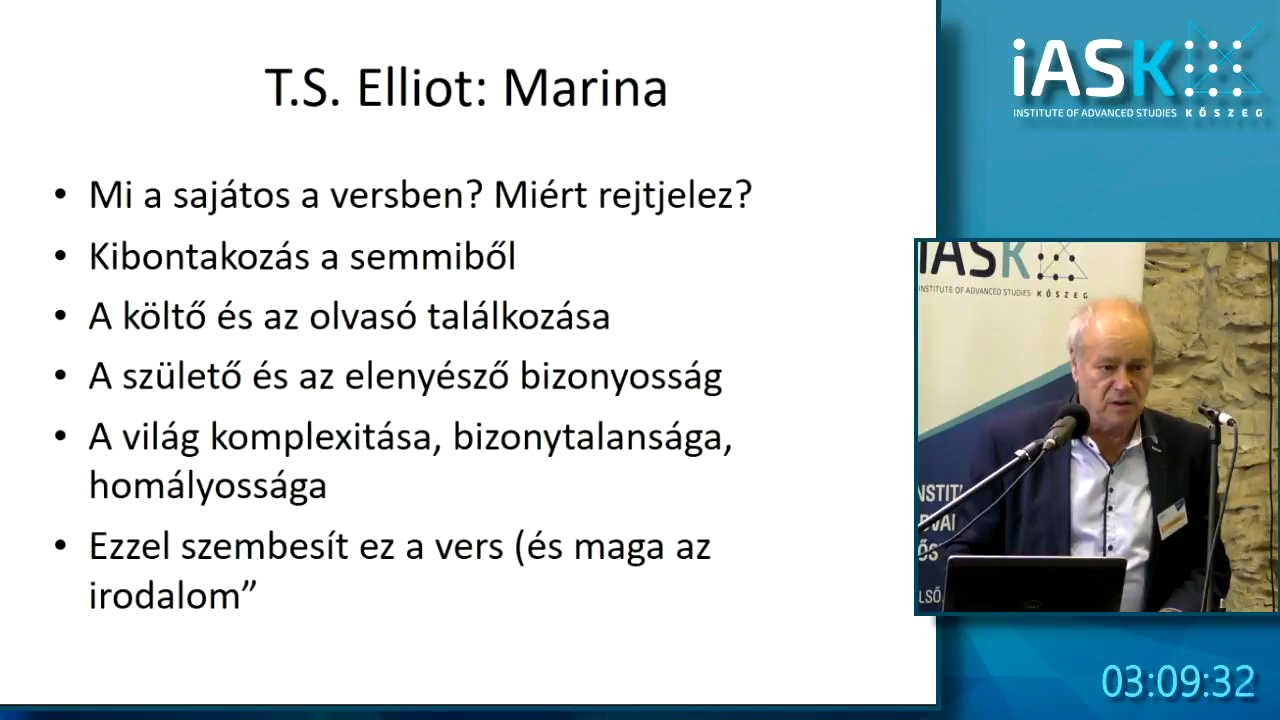 T.S. Elliot: Marina
• Mi a sajátos a versben? Miért rejtjelez?
• Kibontakozás a semmiből
• A költő és az olvasó találkozása
• A születő és az elenyésző bizonyosság
• A világ komplexitása, bizonytalansága,
homályossága
• Ezzel szembesít ez a vers (és maga az
irodalom”
iASK
INSTITUTE OF ADVANCED STUDIES KŐSZEG
iASK
INSTITUTE OF ADVANCED STUDIES KŐSZEG
03:09:32